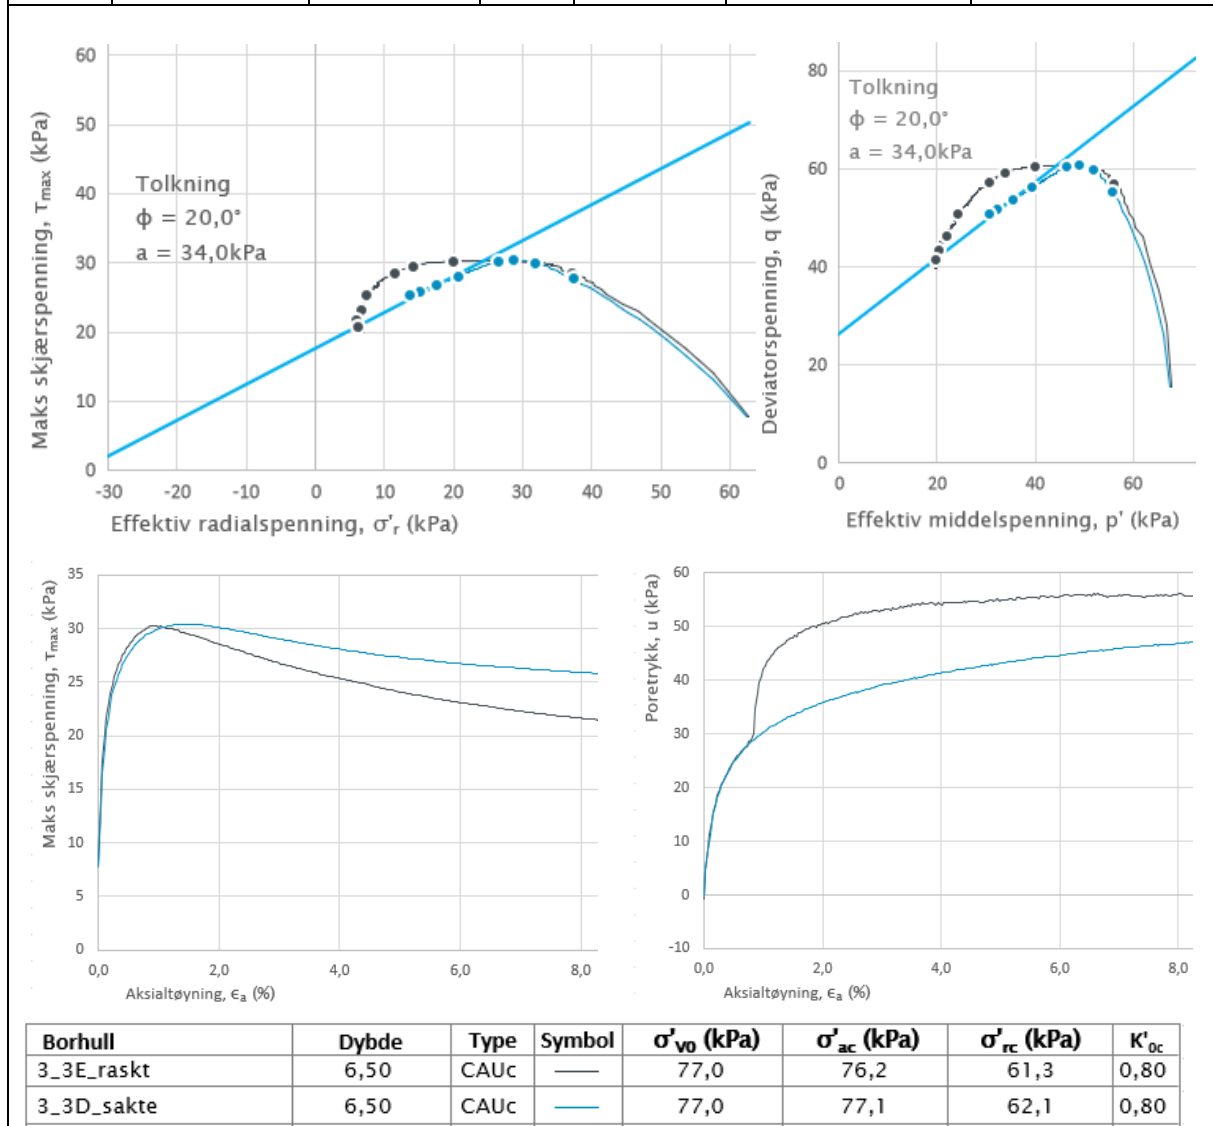 60
50
40
30
20
10
0
-30 -20 -10 0 10 20 30 40 50 60
Maks skjærspenning, τmax (kPa)
Effektiv radialspenning, σ'r (kPa)
Tolkning
ϕ = 20,0°
a = 34,0kPa
80
60
40
20
0
0 20 40 60
Deviatorspenning, q (kPa)
Effektiv middelspenning, p' (kPa)
Tolkning
ϕ = 20,0°
a = 34,0kPa
35
30
25
20
15
10
5
0
0,0 2,0 4,0 6,0 8,0
Maks skjærspenning, τmax (kPa)
Aksialtøyning, ϵa (%)
60
50
40
30
20
10
0
-10
0,0 2,0 4,0 6,0 8,0
Poretrykk, u (kPa)
Aksialtøyning, ϵa (%)
Borhull Dybde Type Symbol σ'v0 (kPa) σ'ac (kPa) σ'rc (kPa) K'0c
3_3E_raskt 6,50 CAUc 77,0 76,2 61,3 0,80
3_3D_sakte 6,50 CAUc 77,0 77,1 62,1 0,80